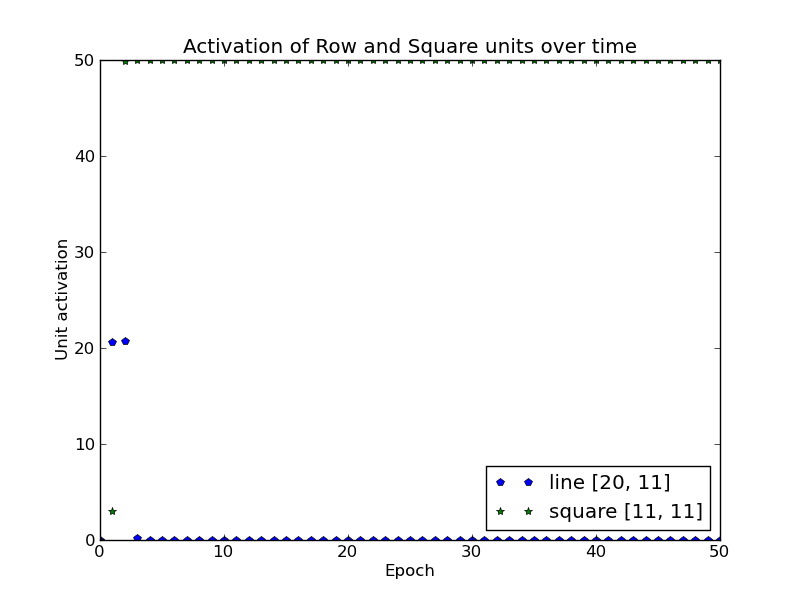 Activation of Row and Square units over time
50
40
30
20
10
0
Unit activation
line [20, 11]
square [11, 11]
0 10 20 30 40 50
Epoch